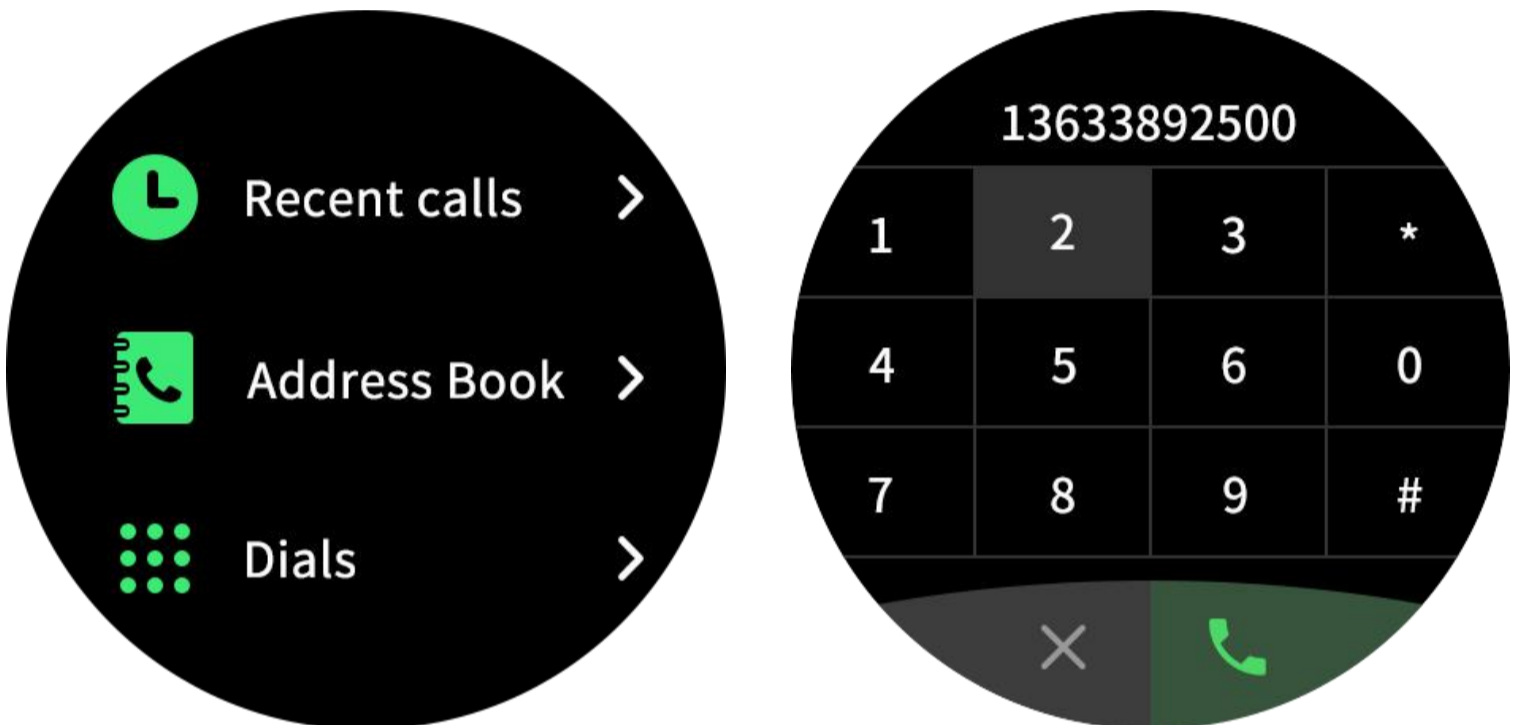 Recent calls
Address Book
Dials
13633892500
1 2 3 *
4 5 6 0
7 8 9 #